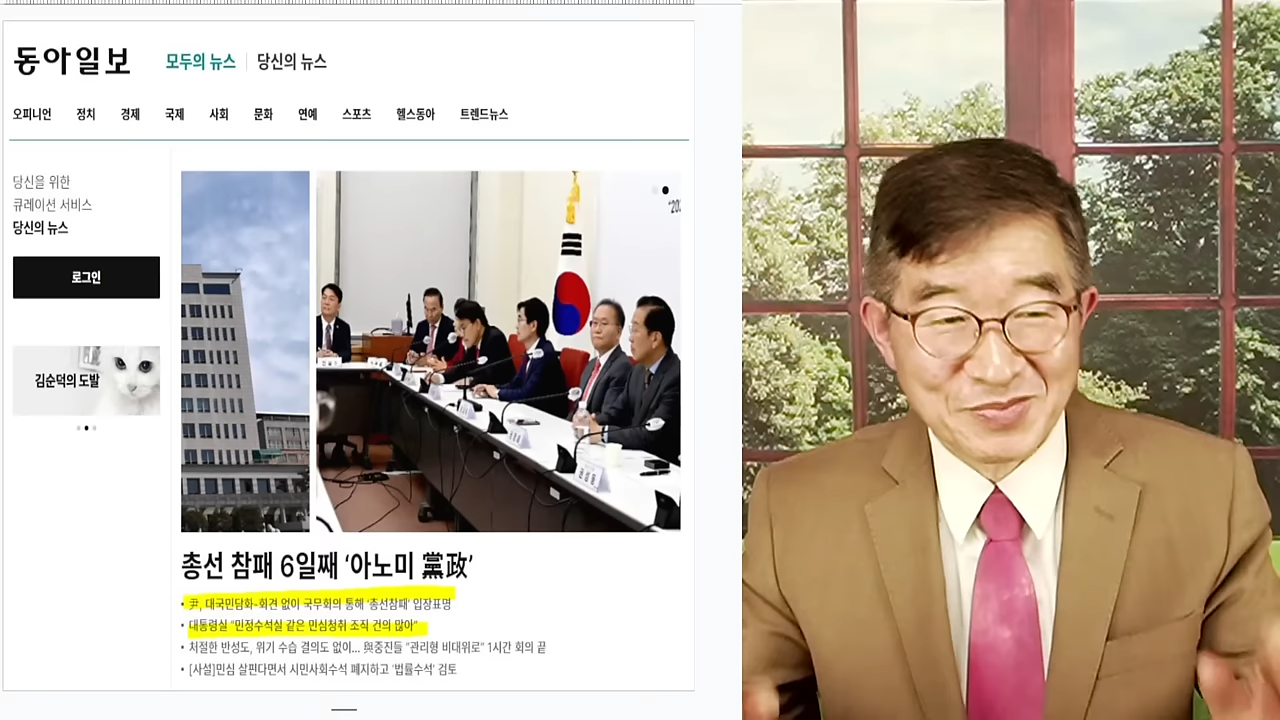 동아일보
모두의 뉴스 | 당신의 뉴스
오피니언 정치 경제 국제 사회 문화 연예 스포츠 헬스동아 트렌드뉴스
당신을 위한
큐레이션 서비스
당신의 뉴스
로그인
김순덕의 도발
총선 참패 6일째 ‘아노미 黨政’
• 尹, 대국민담화-회견 없이 국무회의 통해 ‘총선참패’ 입장표명
• 대통령실 “민정수석실 같은 민심청취 조직 건의 많아”
• 처절한 반성도, 위기 수습 결의도 없이… 與중진들 “관리형 비대위로” 1시간 회의 끝
• [사설]민심 살핀다면서 시민사회수석 폐지하고 ‘법률수석’ 검토